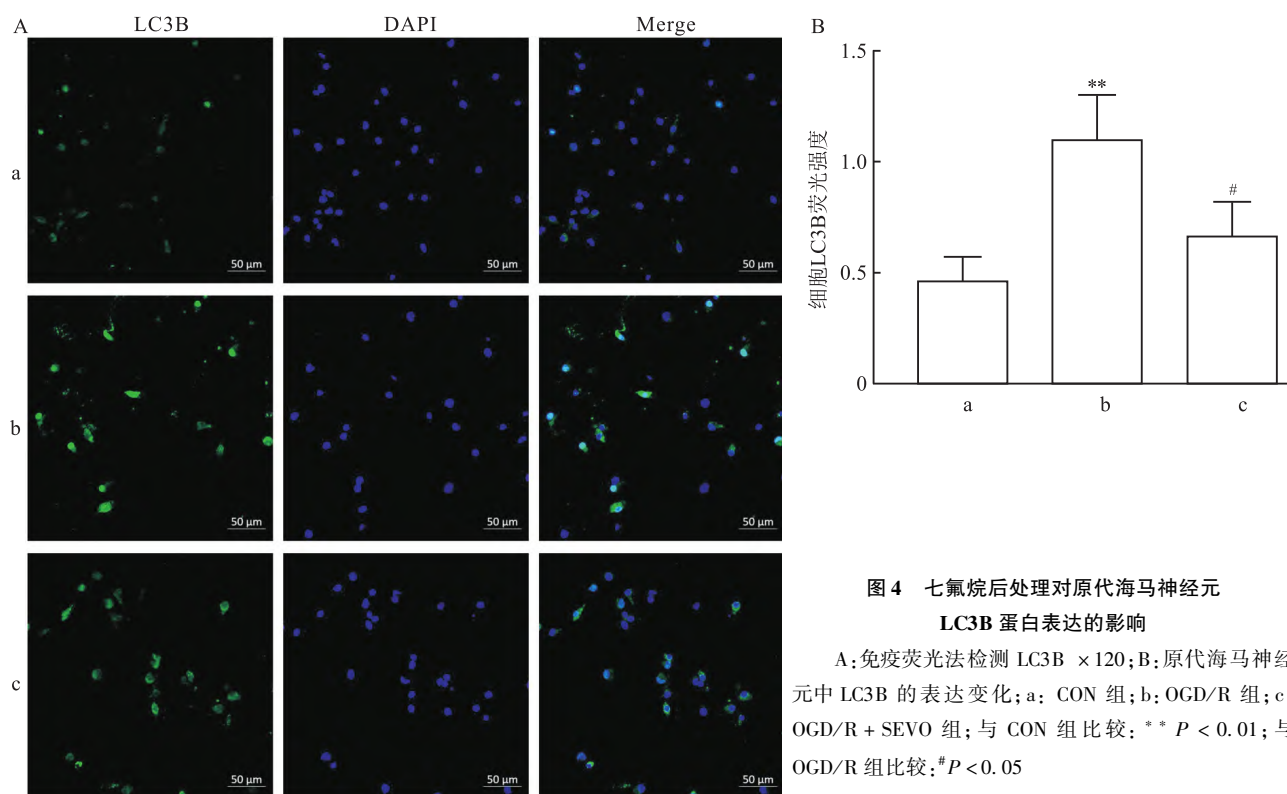 A
LC3B
DAPI
Merge
a
50 μm
50 μm
50 μm
b
50 μm
50 μm
50 μm
c
50 μm
50 μm
50 μm
B
细胞LC3B荧光强度
1.5
1.0
0.5
0
**
#
a
b
c
图 4 七氟烷后处理对原代海马神经元
LC3B 蛋白表达的影响
A:免疫荧光法检测 LC3B ×120;B:原代海马神经
元中 LC3B 的表达变化;a: CON 组;b:OGD/R 组;c
OGD/R + SEVO 组;与 CON 组比较: ** P < 0.01;与
OGD/R 组比较:#P < 0.05